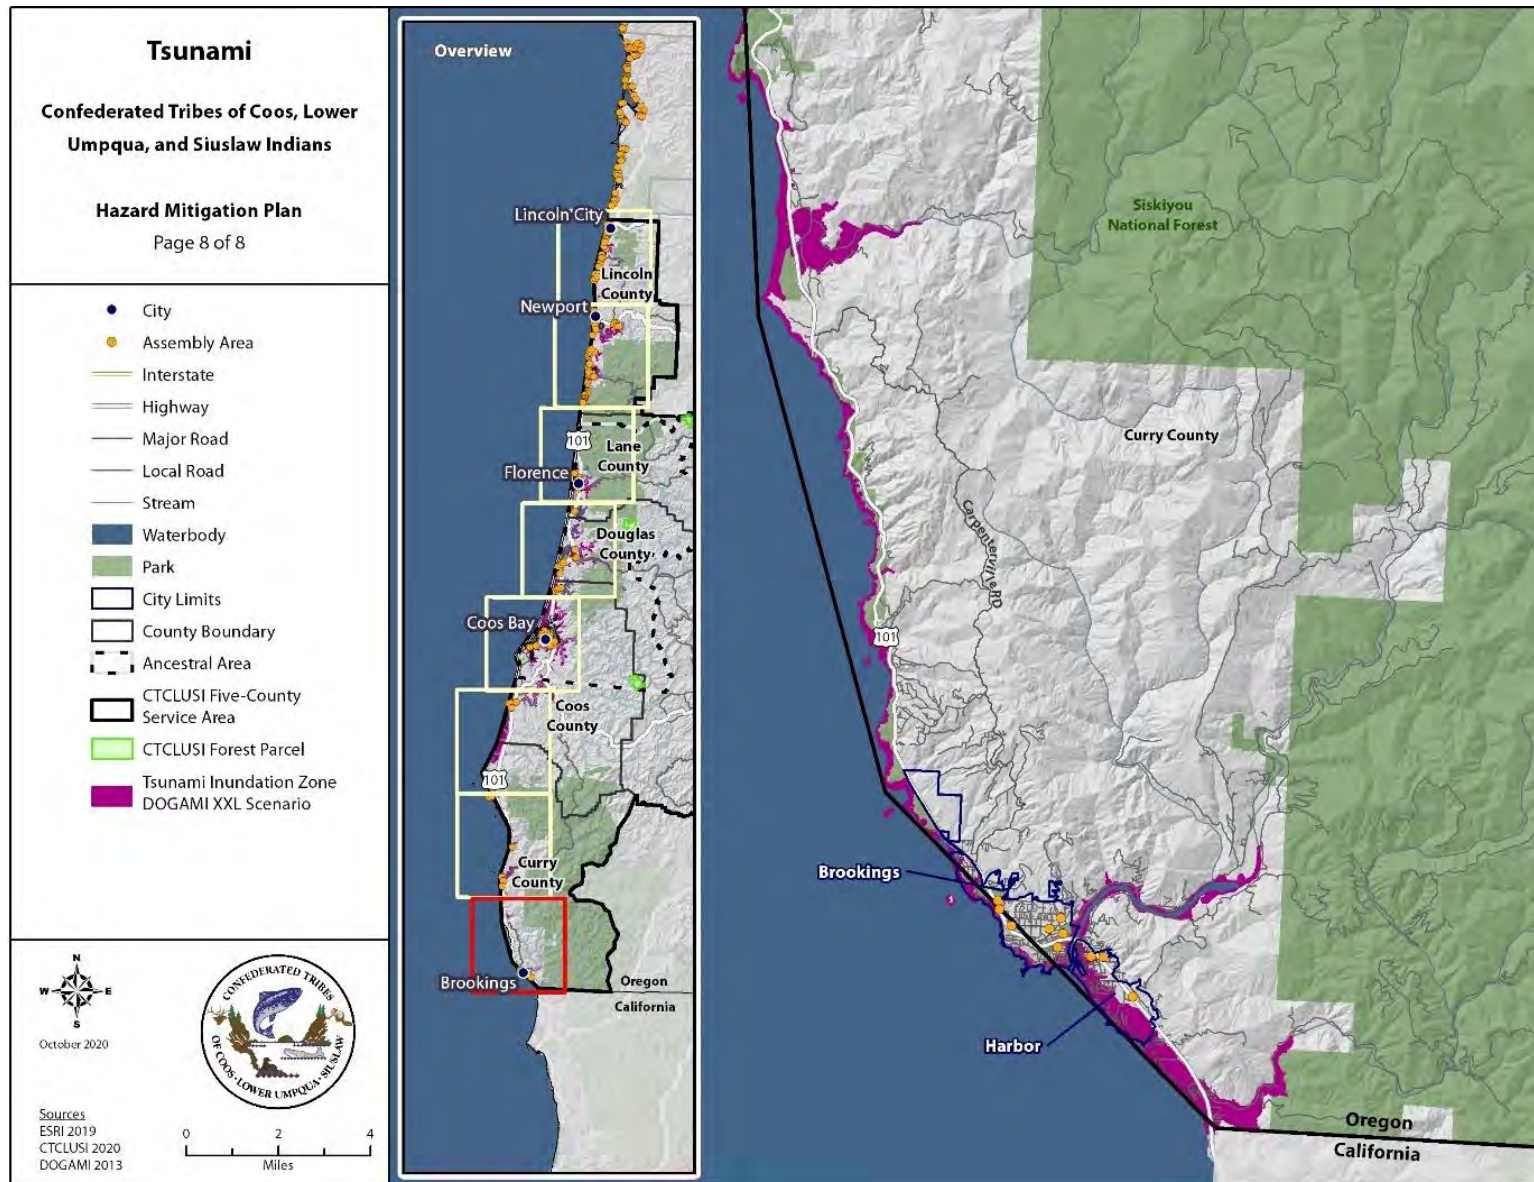 Tsunami
Confederated Tribes of Coos, Lower
Umpqua, and Siuslaw Indians
Hazard Mitigation Plan
Page 8 of 8
City
Assembly Area
Interstate
Highway
Major Road
Local Road
Stream
Waterbody
Park
City Limits
County Boundary
Ancestral Area
CTCLUSI Five-County
Service Area
CTCLUSI Forest Parcel
Tsunami Inundation Zone
DOGAMI XXL Scenario
N
W E
S
October 2020
CONFEDERATED TRIBES
OF COOS · LOWER UMPQUA · SIUSLAW
Sources
ESRI 2019
CTCLUSI 2020
DOGAMI 2013
0 2 4
Miles
Overview
Lincoln City
Lincoln
County
Newport
101
Lane
County
Florence
Douglas
County
Coos Bay
Coos
County
101
Curry
County
Brookings
Oregon
California
Siskiyou
National Forest
Curry County
Carpenterville RD
101
Brookings
Harbor
Oregon
California